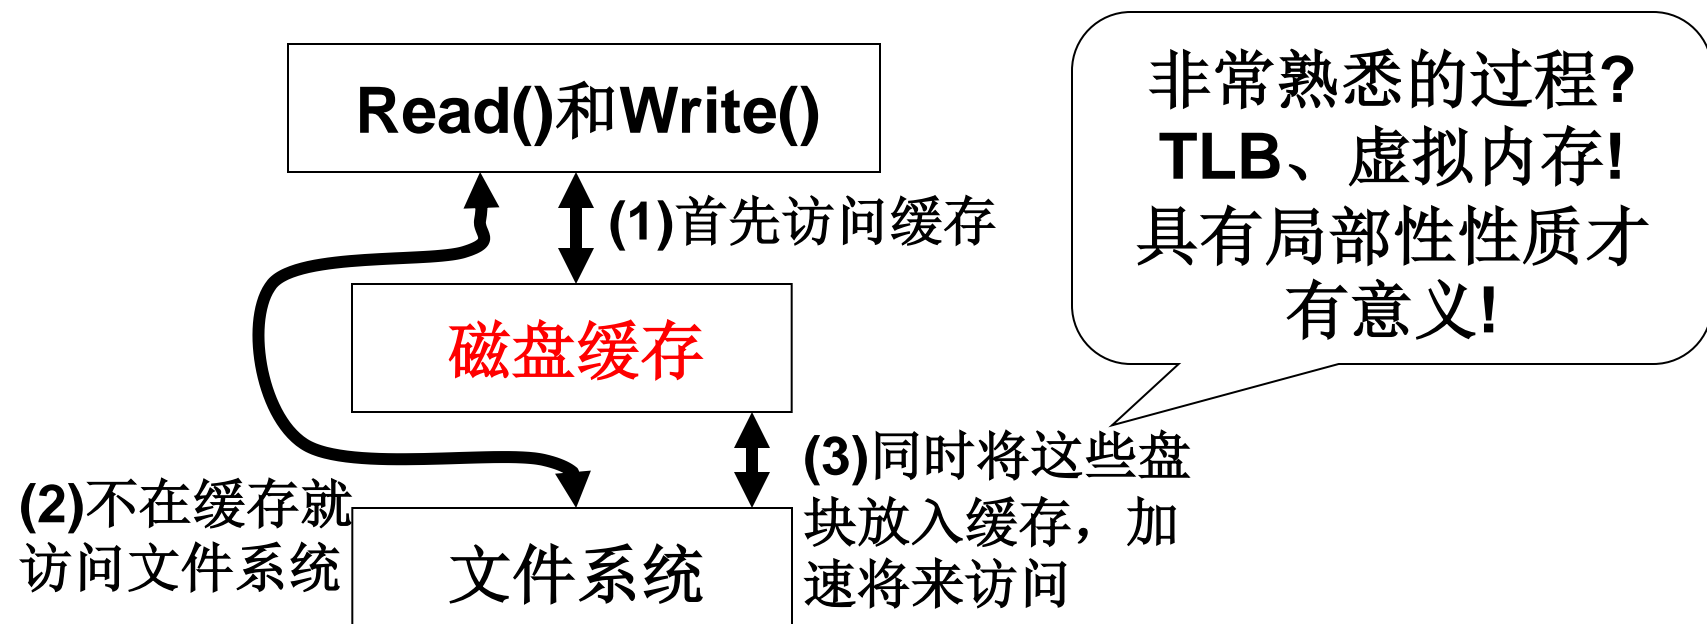 Read()和Write()
(1)首先访问缓存
磁盘缓存
(2)不在缓存就
访问文件系统
文件系统
(3)同时将这些盘
块放入缓存，加
速将来访问
非常熟悉的过程?
TLB、虚拟内存!
具有局部性性质才
有意义!